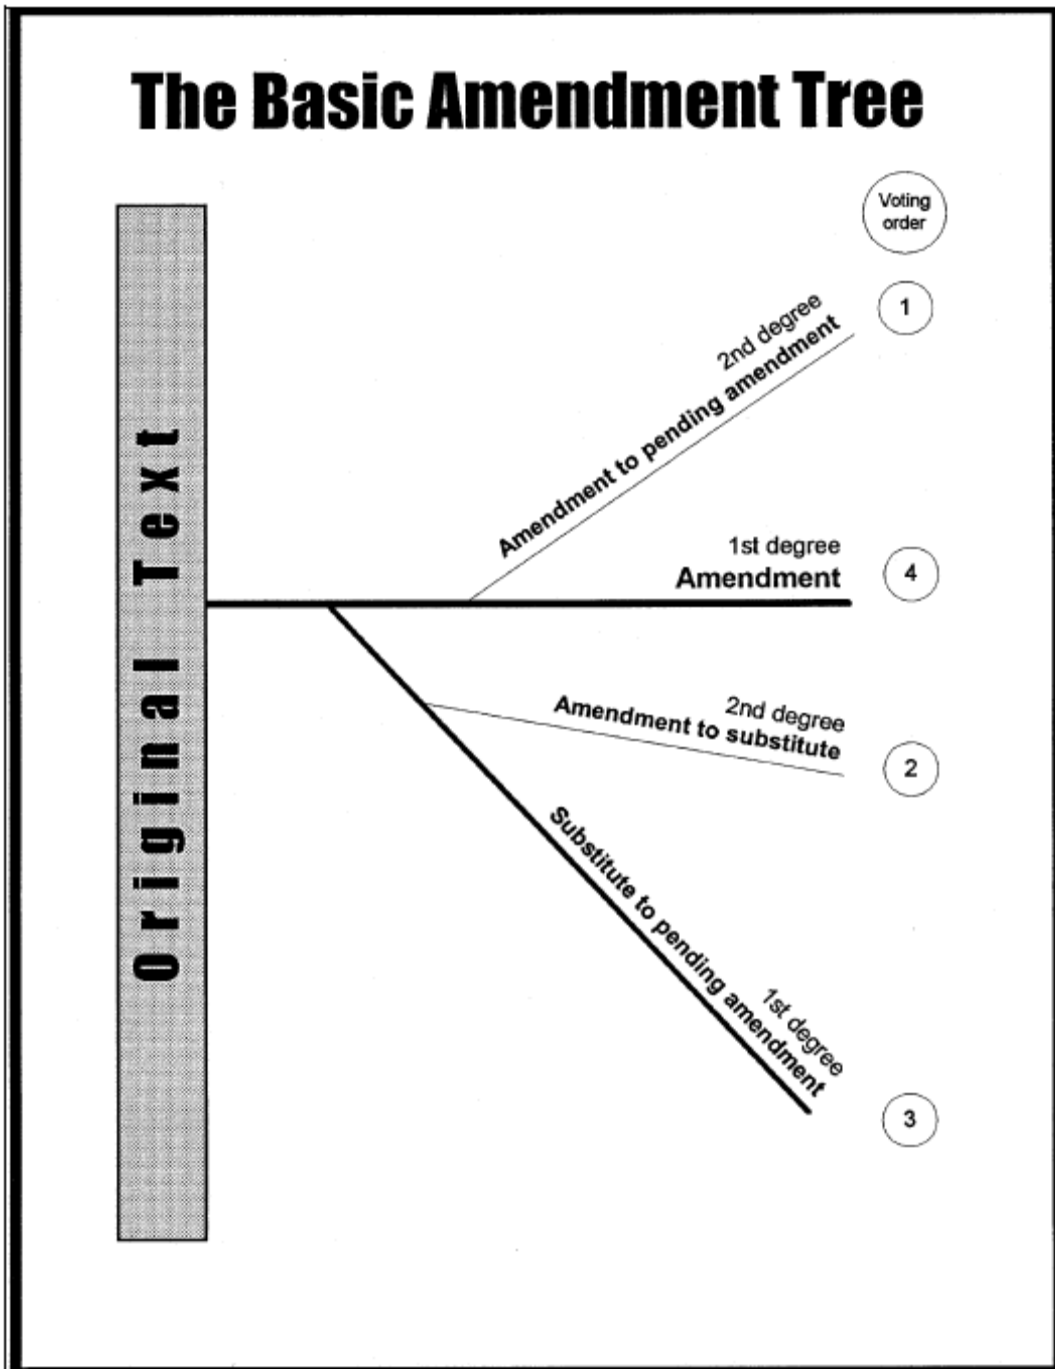 The Basic Amendment Tree
Voting
order
1
2nd degree
Amendment to pending amendment
1st degree
Amendment
4
2nd degree
Amendment to substitute
2
Substitute to pending amendment
1st degree
3
Original Text